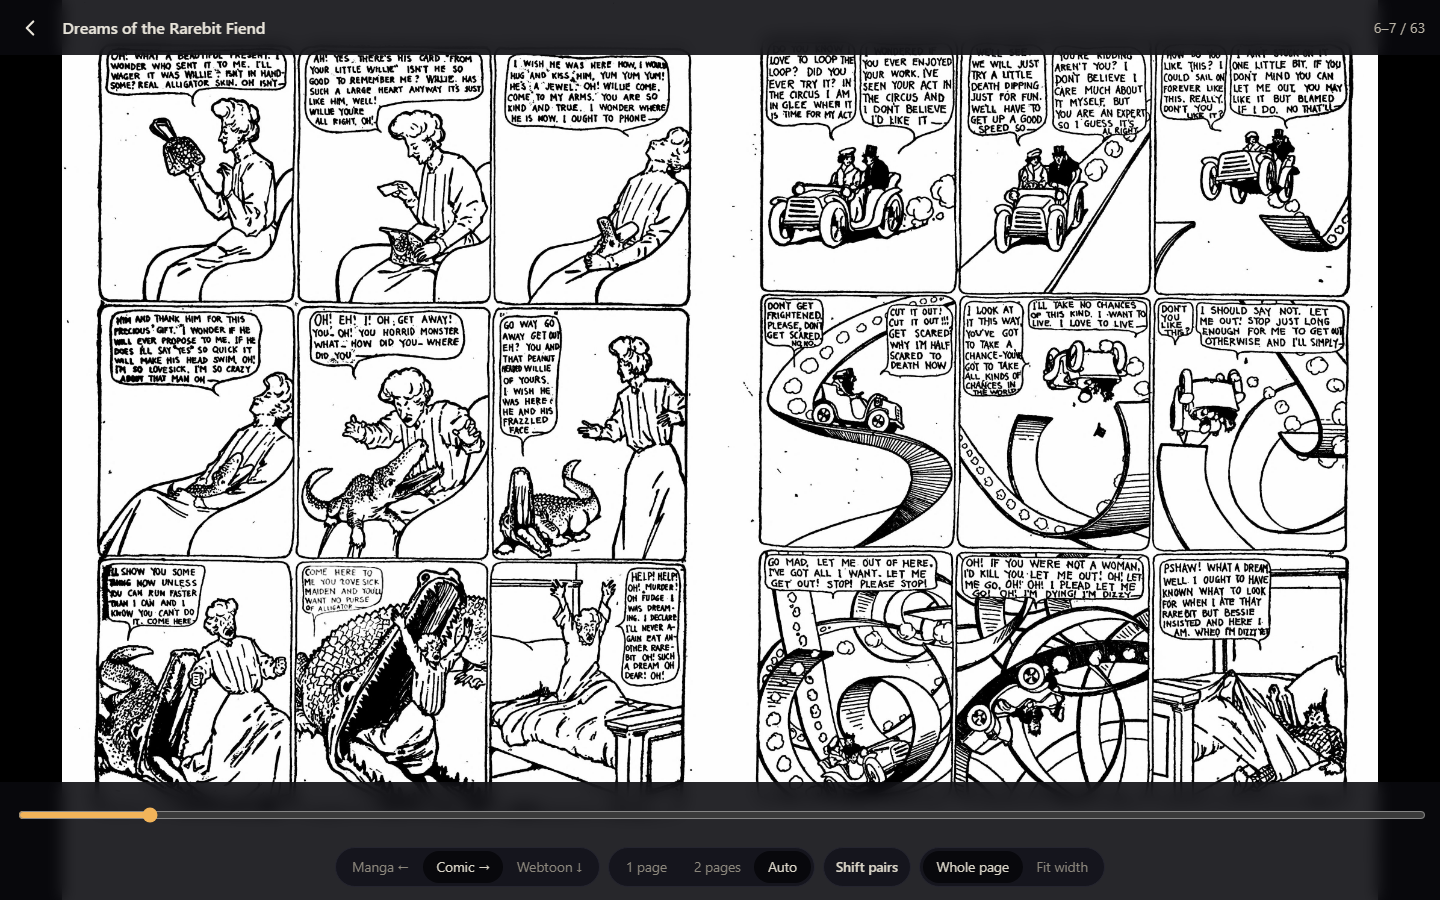 Dreams of the Rarebit Fiend
6–7 / 63
OH! WHAT A BEAUTIFUL PRESENT. I
WONDER WHO SENT IT TO ME. I'LL
WAGER IT WAS WILLIE? ISN'T IN HAND-
SOME? REAL ALLIGATOR SKIN. OH ISN'T-
AH! YES. THERE'S HIS CARD "FROM
YOUR LITTLE WILLIE" ISN'T HE SO
GOOD TO REMEMBER ME? WILLIE. HAS
SUCH A LARGE HEART ANYWAY IT'S JUST
LIKE HIM, WELL!
WILLIE YOU'RE
ALL RIGHT, OH!
I WISH HE WAS HERE NOW, I WOULD
HUG AND KISS HIM, YUM YUM YUM!
HE'S A JEWEL. OH! WILLIE COME,
COME TO MY ARMS. YOU ARE SO
KIND AND TRUE. I WONDER WHERE
HE IS NOW. I OUGHT TO PHONE—
HIM AND THANK HIM FOR THIS
PRECIOUS GIFT. I WONDER IF HE
WILL EVER PROPOSE TO ME. IF HE
DOES I'LL SAY "YES" SO QUICK IT
WILL MAKE HIS HEAD SWIM, OH!
I'M SO LOVESICK. I'M SO CRAZY
ABOUT THAT MAN OH—
OH! EH! I! OH, GET AWAY!
YOU- OH! YOU HORRID MONSTER
WHAT- HOW DID YOU- WHERE
DID YOU
GO WAY GO
AWAY GET OUT
EH? YOU AND
THAT PEANUT
HEADED WILLIE
OF YOURS.
I WISH HE
WAS HERE
HE AND HIS
FRAZZLED
FACE—
I'LL SHOW YOU SOME
THING NOW UNLESS
YOU CAN RUN FASTER
THAN I CAN AND I
KNOW YOU CAN'T DO
IT. COME HERE
COME HERE TO
ME YOU LOVE SICK
MAIDEN AND YOU'LL
WANT NO PURSE
OF ALLIGATOR
HELP! HELP!
OH! MURDER!
OH FUDGE I
WAS DREAM-
ING. I DECLARE
I'LL NEVER A-
GAIN EAT AN-
OTHER RARE-
BIT OH! SUCH
A DREAM OH
DEAR! OH!
LOVE TO LOOP THE
LOOP? DID YOU
EVER TRY IT? IN
THE CIRCUS I AM
IN GLEE WHEN IT
IS TIME FOR MY ACT
YOU EVER ENJOYED
YOUR WORK. I'VE
SEEN YOUR ACT IN
THE CIRCUS AND
I DON'T BELIEVE
I'D LIKE IT —
WE WILL JUST
TRY A LITTLE
DEATH DIPPING
JUST FOR FUN.
WE'LL HAVE TO
GET UP A GOOD
SPEED SO—
YOU'RE KIDDING
AREN'T YOU? I
DON'T BELIEVE I
CARE MUCH ABOUT
IT MYSELF, BUT
YOU ARE AN EXPERT
SO I GUESS IT'S
AL RIGHT
LIKE THIS? I
COULD SAIL ON
FOREVER LIKE
THIS. REALLY.
DON'T YOU
LIKE IT?
ONE LITTLE BIT. IF YOU
DON'T MIND YOU CAN
LET ME OUT. YOU MAY
LIKE IT BUT BLAMED
IF I DO. NO THAT'LL
DON'T GET
FRIGHTENED.
PLEASE, DON'T
GET SCARED
NO, NO.
CUT IT OUT!
CUT IT OUT!!!
GET SCARED
WHY I'M HALF
SCARED TO
DEATH NOW
I LOOK AT
IT THIS WAY,
YOU'VE GOT
TO TAKE A
CHANCE-YOU'VE
GOT TO TAKE
ALL KINDS OF
CHANCES IN
THE WORLD
I'LL TAKE NO CHANCES
OF THIS KIND. I WANT TO
LIVE. I LOVE TO LIVE—
DON'T
YOU
LIKE
THIS?
I SHOULD SAY NOT. LET
ME OUT! STOP JUST LONG
ENOUGH FOR ME TO GET OUT
OTHERWISE AND I'LL SIMPLY-
GO MAD, LET ME OUT OF HERE.
I'VE GOT ALL I WANT. LET ME
GET OUT! STOP! PLEASE STOP!
OH! IF YOU WERE NOT A WOMAN,
I'D KILL YOU. LET ME OUT! OH! LET
ME GO, OH! OH! I PLEAD LET ME
GO! OH! I'M DYING! I'M DIZZY—
PSHAW! WHAT A DREAM
WELL. I OUGHT TO HAVE
KNOWN WHAT TO LOOK
FOR WHEN I ATE THAT
RAREBIT BUT BESSIE
INSISTED AND HERE I
AM. WHEO I'M DIZZY YET
Manga ←
Comic →
Webtoon ↓
1 page
2 pages
Auto
Shift pairs
Whole page
Fit width